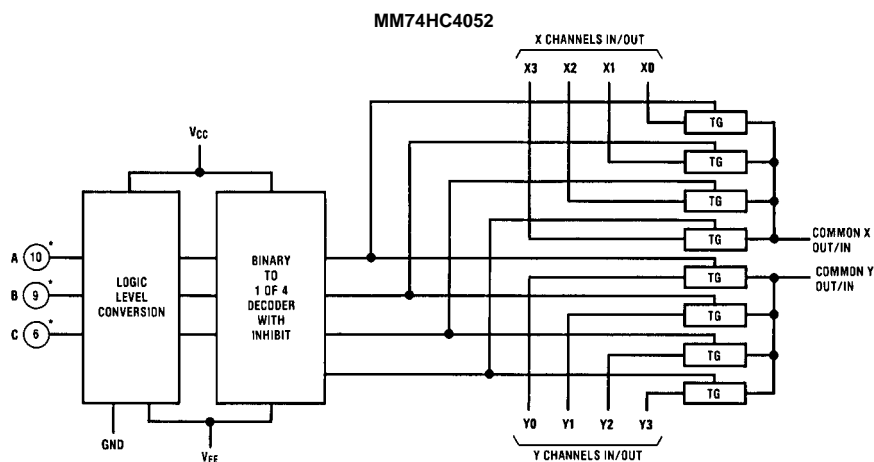 MM74HC4052
X CHANNELS IN/OUT
X3 X2 X1 X0
TG
TG
TG
TG
TG
TG
TG
TG
VCC
A 10 *
B 9 *
C 6 *
LOGIC
LEVEL
CONVERSION
BINARY
TO
1 OF 4
DECODER
WITH
INHIBIT
COMMON X
OUT/IN
COMMON Y
OUT/IN
GND
VEE
Y0 Y1 Y2 Y3
Y CHANNELS IN/OUT